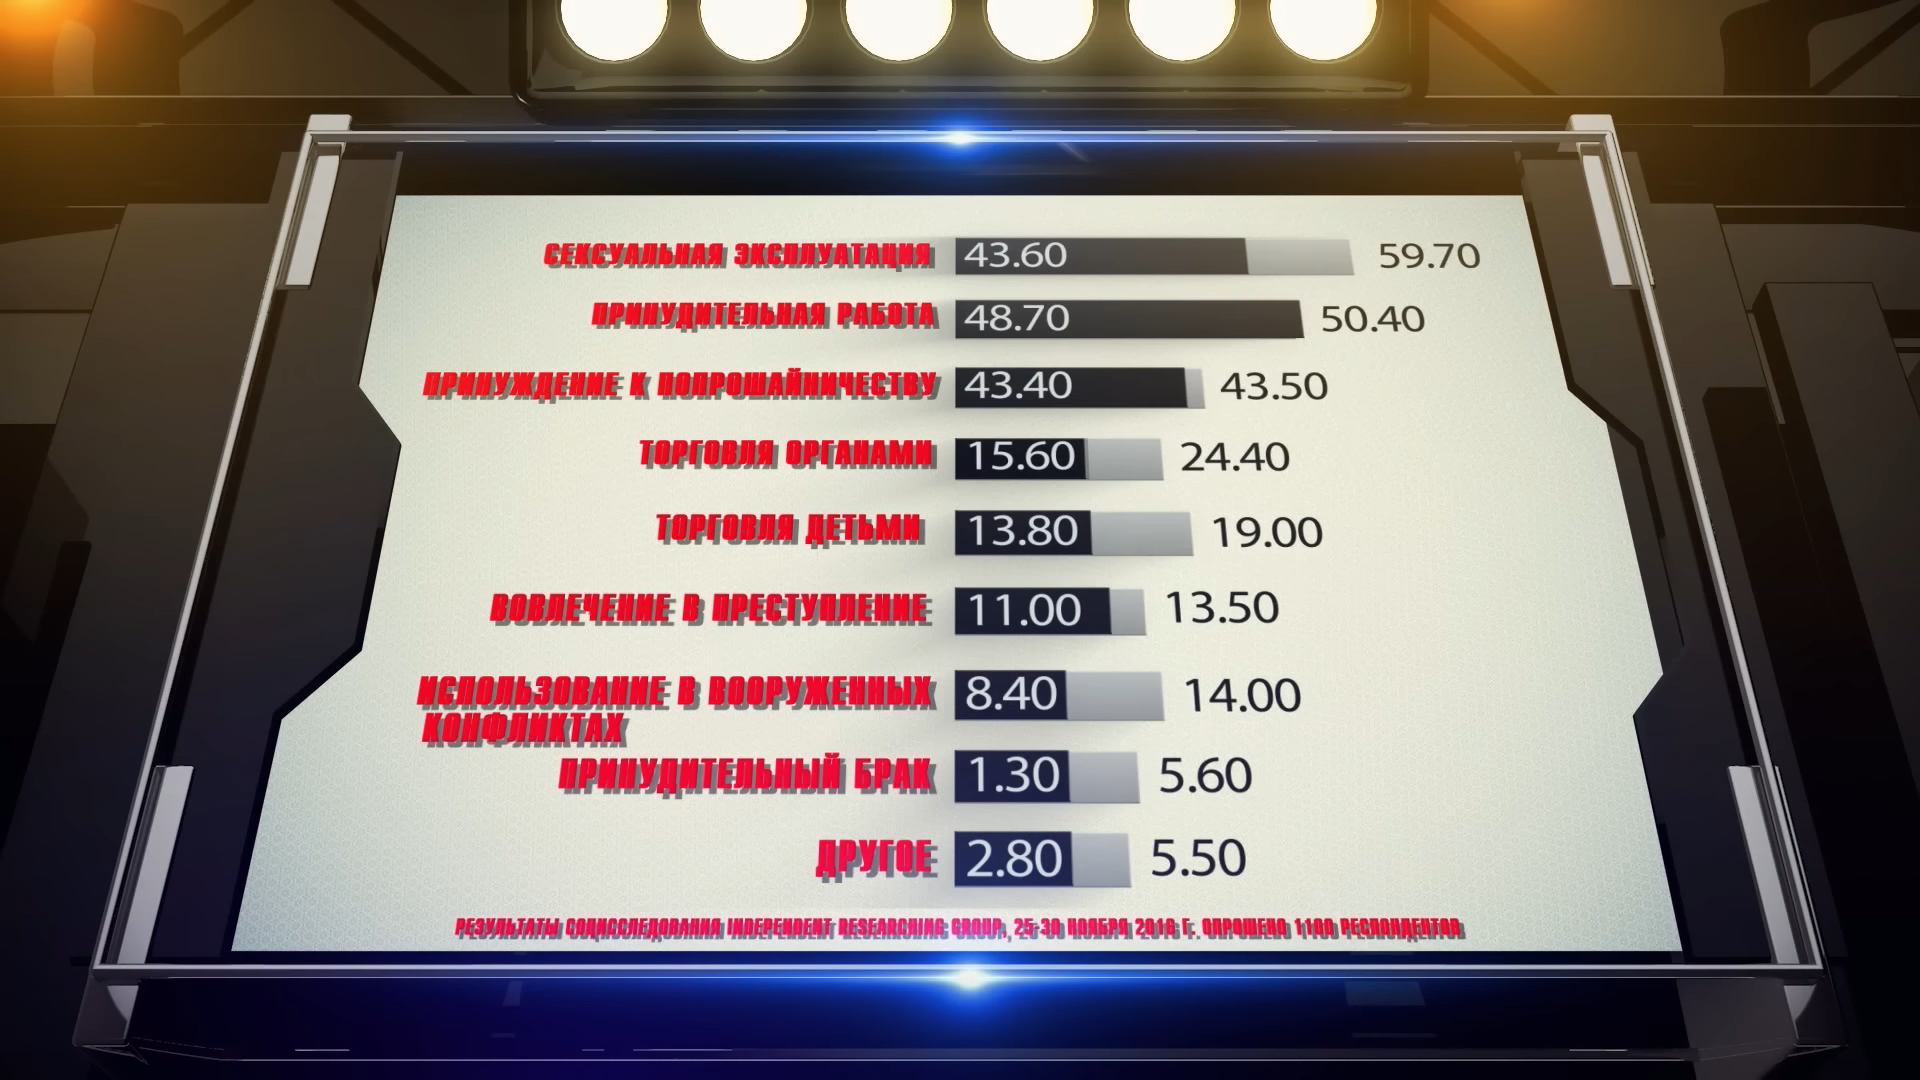 СЕКСУАЛЬНАЯ ЭКСПЛУАТАЦИЯ 43.60 59.70
ПРИНУДИТЕЛЬНАЯ РАБОТА 48.70 50.40
ПРИНУЖДЕНИЕ К ПОПРОШАЙНИЧЕСТВУ 43.40 43.50
ТОРГОВЛЯ ОРГАНАМИ 15.60 24.40
ТОРГОВЛЯ ДЕТЬМИ 13.80 19.00
ВОВЛЕЧЕНИЕ В ПРЕСТУПЛЕНИЕ 11.00 13.50
ИСПОЛЬЗОВАНИЕ В ВООРУЖЕННЫХ 8.40 14.00
КОНФЛИКТАХ
ПРИНУДИТЕЛЬНЫЙ БРАК 1.30 5.60
ДРУГОЕ 2.80 5.50
РЕЗУЛЬТАТЫ СОЦИССЛЕДОВАНИЯ INDEPENDENT RESEARCHING GROUP, 25-30 НОЯБРЯ 2016 Г. ОПРОШЕНО 1100 РЕСПОНДЕНТОВ